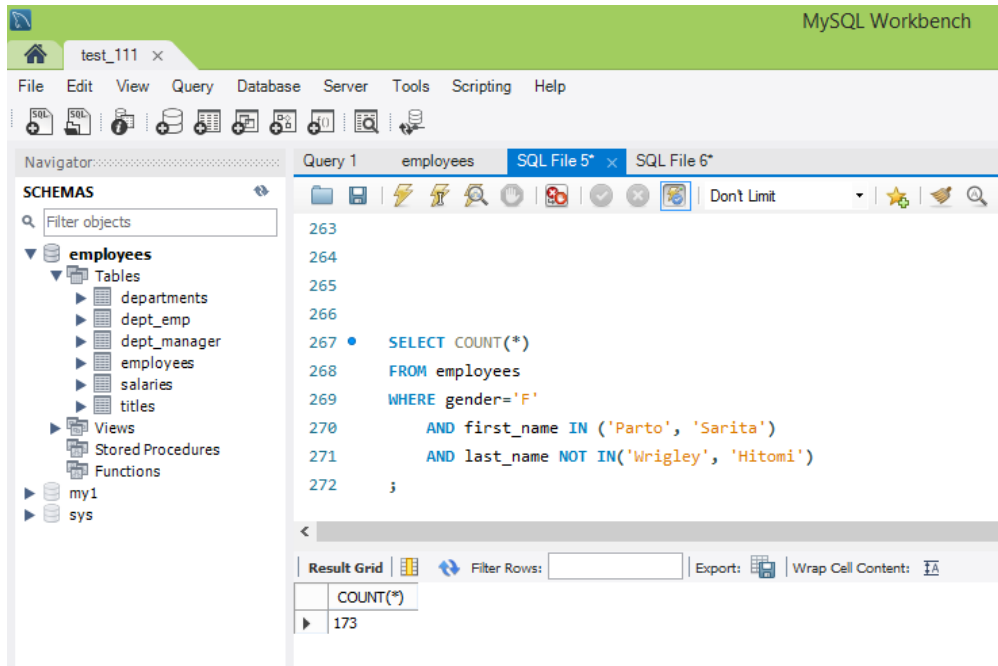 MySQL Workbench
test_111 ×
File Edit View Query Database Server Tools Scripting Help
Navigator
SCHEMAS
Filter objects
employees
Tables
departments
dept_emp
dept_manager
employees
salaries
titles
Views
Stored Procedures
Functions
my1
sys
Query 1 employees SQL File 5* × SQL File 6*
Don't Limit
263
264
265
266
267 SELECT COUNT(*)
268 FROM employees
269 WHERE gender='F'
270 AND first_name IN ('Parto', 'Sarita')
271 AND last_name NOT IN('Wrigley', 'Hitomi')
272 ;
Result Grid Filter Rows: Export: Wrap Cell Content:
COUNT(*)
173